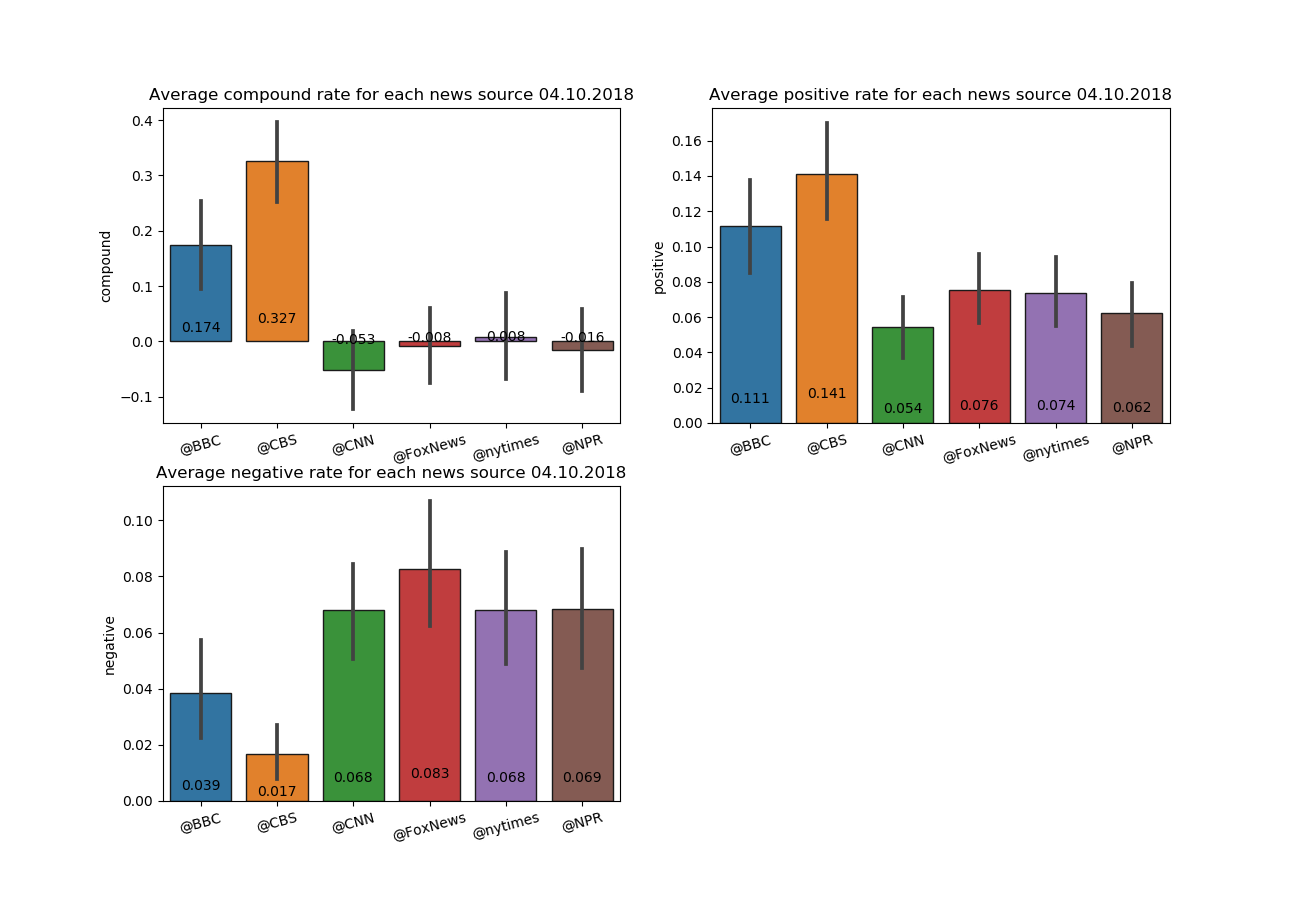 Average compound rate for each news source 04.10.2018
compound
0.4
0.3
0.2
0.1
0.0
−0.1
0.174
0.327
-0.053
-0.008
0.008
-0.016
@BBC
@CBS
@CNN
@FoxNews
@nytimes
@NPR
Average positive rate for each news source 04.10.2018
positive
0.16
0.14
0.12
0.10
0.08
0.06
0.04
0.02
0.00
0.111
0.141
0.054
0.076
0.074
0.062
@BBC
@CBS
@CNN
@FoxNews
@nytimes
@NPR
Average negative rate for each news source 04.10.2018
negative
0.10
0.08
0.06
0.04
0.02
0.00
0.039
0.017
0.068
0.083
0.068
0.069
@BBC
@CBS
@CNN
@FoxNews
@nytimes
@NPR